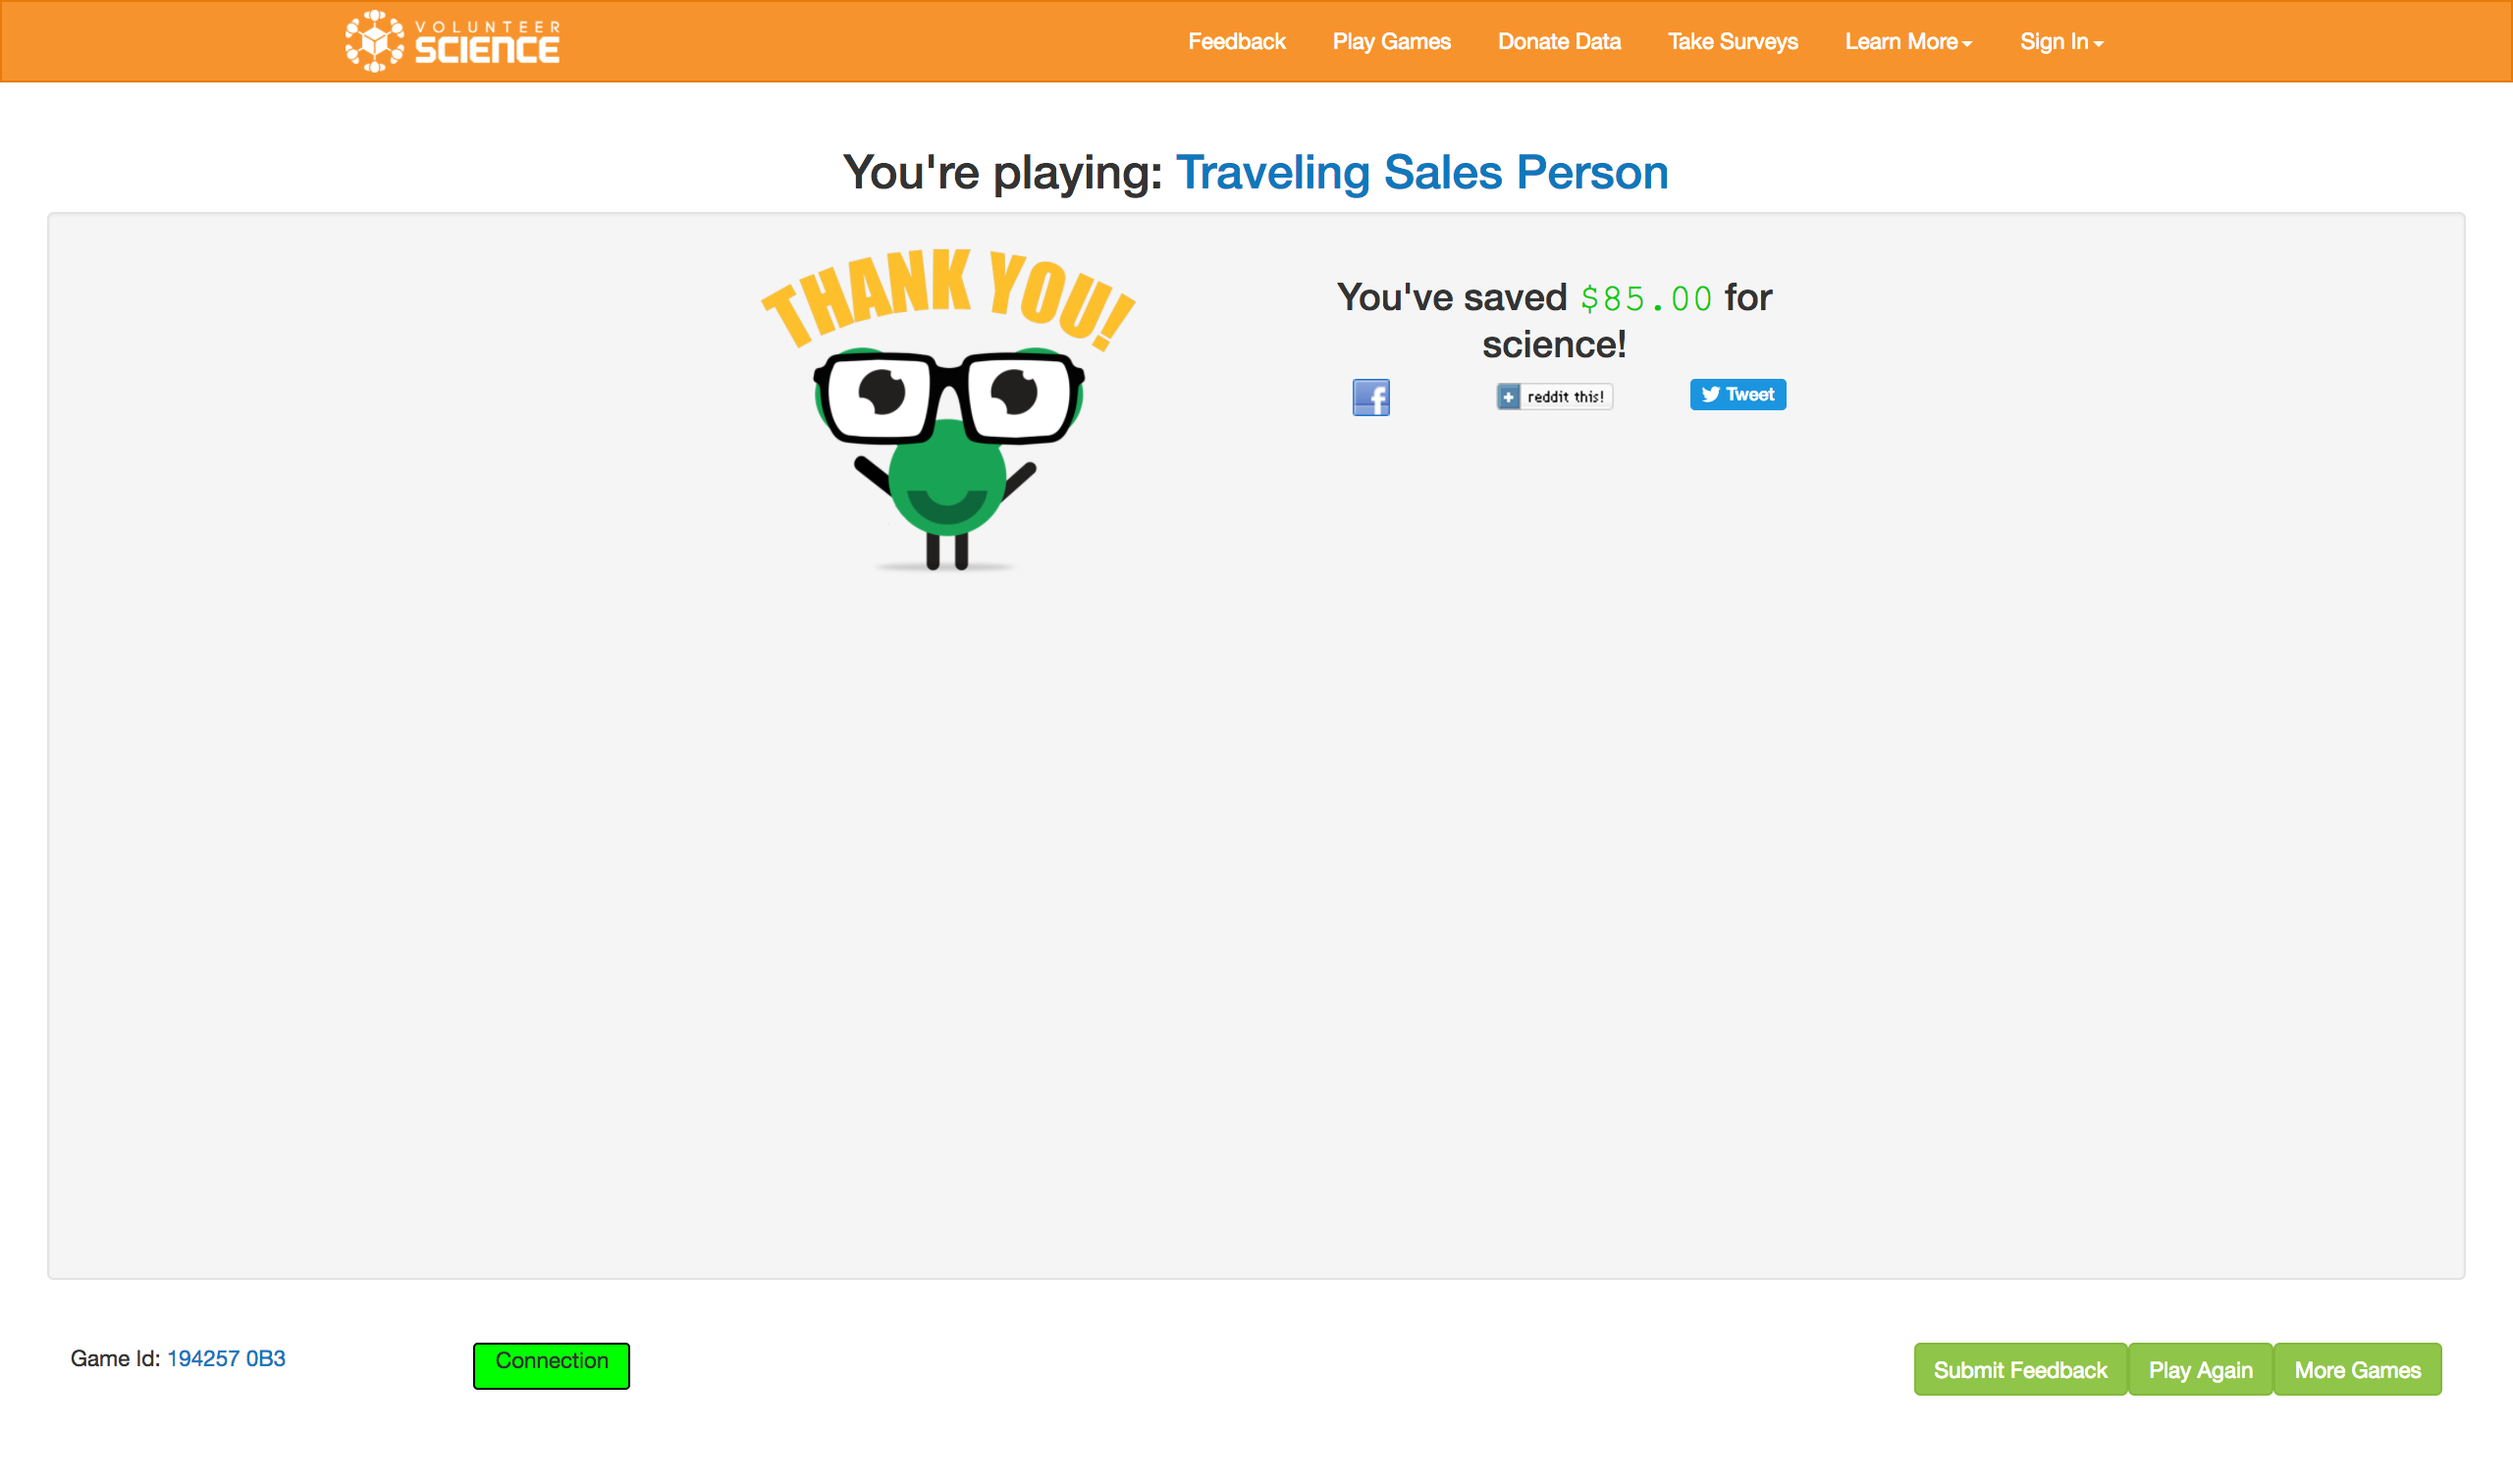 VOLUNTEER
SCIENCE
Feedback Play Games Donate Data Take Surveys Learn More Sign In
You're playing: Traveling Sales Person
THANK YOU!
You've saved $85.00 for
science!
f reddit this! Tweet
Game Id: 194257 0B3 Connection Submit Feedback Play Again More Games